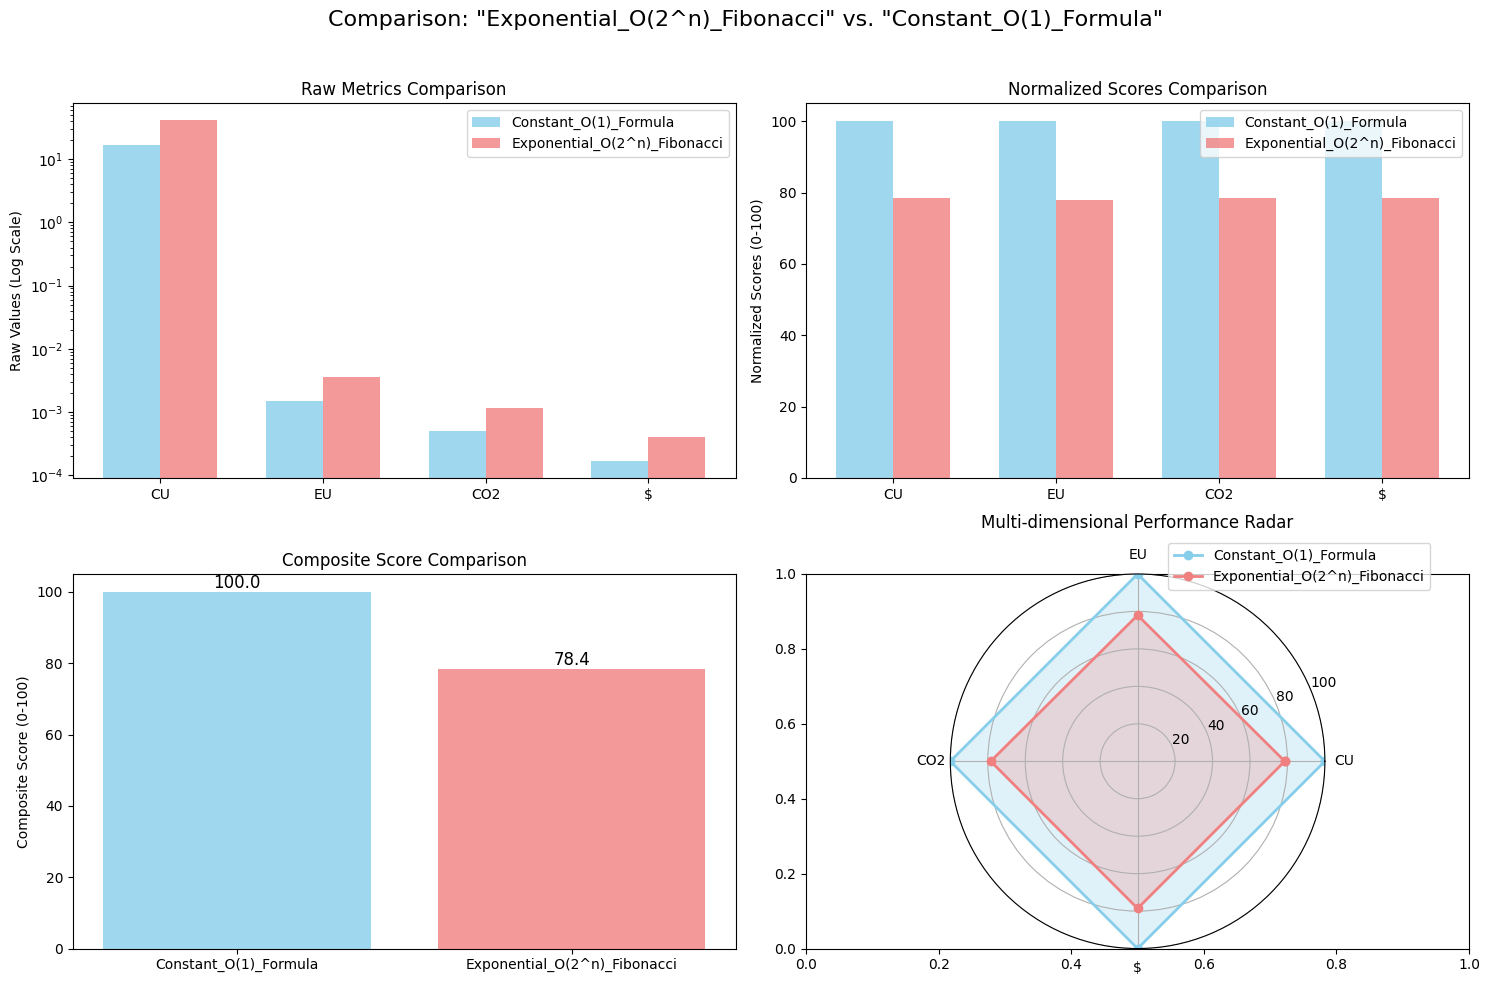 Comparison: "Exponential_O(2^n)_Fibonacci" vs. "Constant_O(1)_Formula"
Raw Metrics Comparison
Constant_O(1)_Formula
Exponential_O(2^n)_Fibonacci
Raw Values (Log Scale)
10^1
10^0
10^-1
10^-2
10^-3
10^-4
CU EU CO2 $
Normalized Scores Comparison
Constant_O(1)_Formula
Exponential_O(2^n)_Fibonacci
Normalized Scores (0-100)
100
80
60
40
20
0
CU EU CO2 $
Composite Score Comparison
Composite Score (0-100)
100
80
60
40
20
0
100.0
78.4
Constant_O(1)_Formula Exponential_O(2^n)_Fibonacci
Multi-dimensional Performance Radar
Constant_O(1)_Formula
Exponential_O(2^n)_Fibonacci
EU
CU
CO2
$
100
80
60
40
20
1.0
0.8
0.6
0.4
0.2
0.0
0.0 0.2 0.4 0.6 0.8 1.0